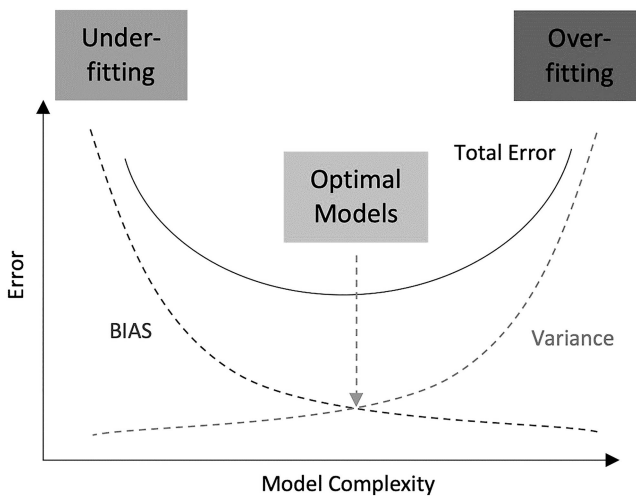 Under-
fitting
Over-
fitting
Total Error
Optimal
Models
Error
BIAS
Variance
Model Complexity